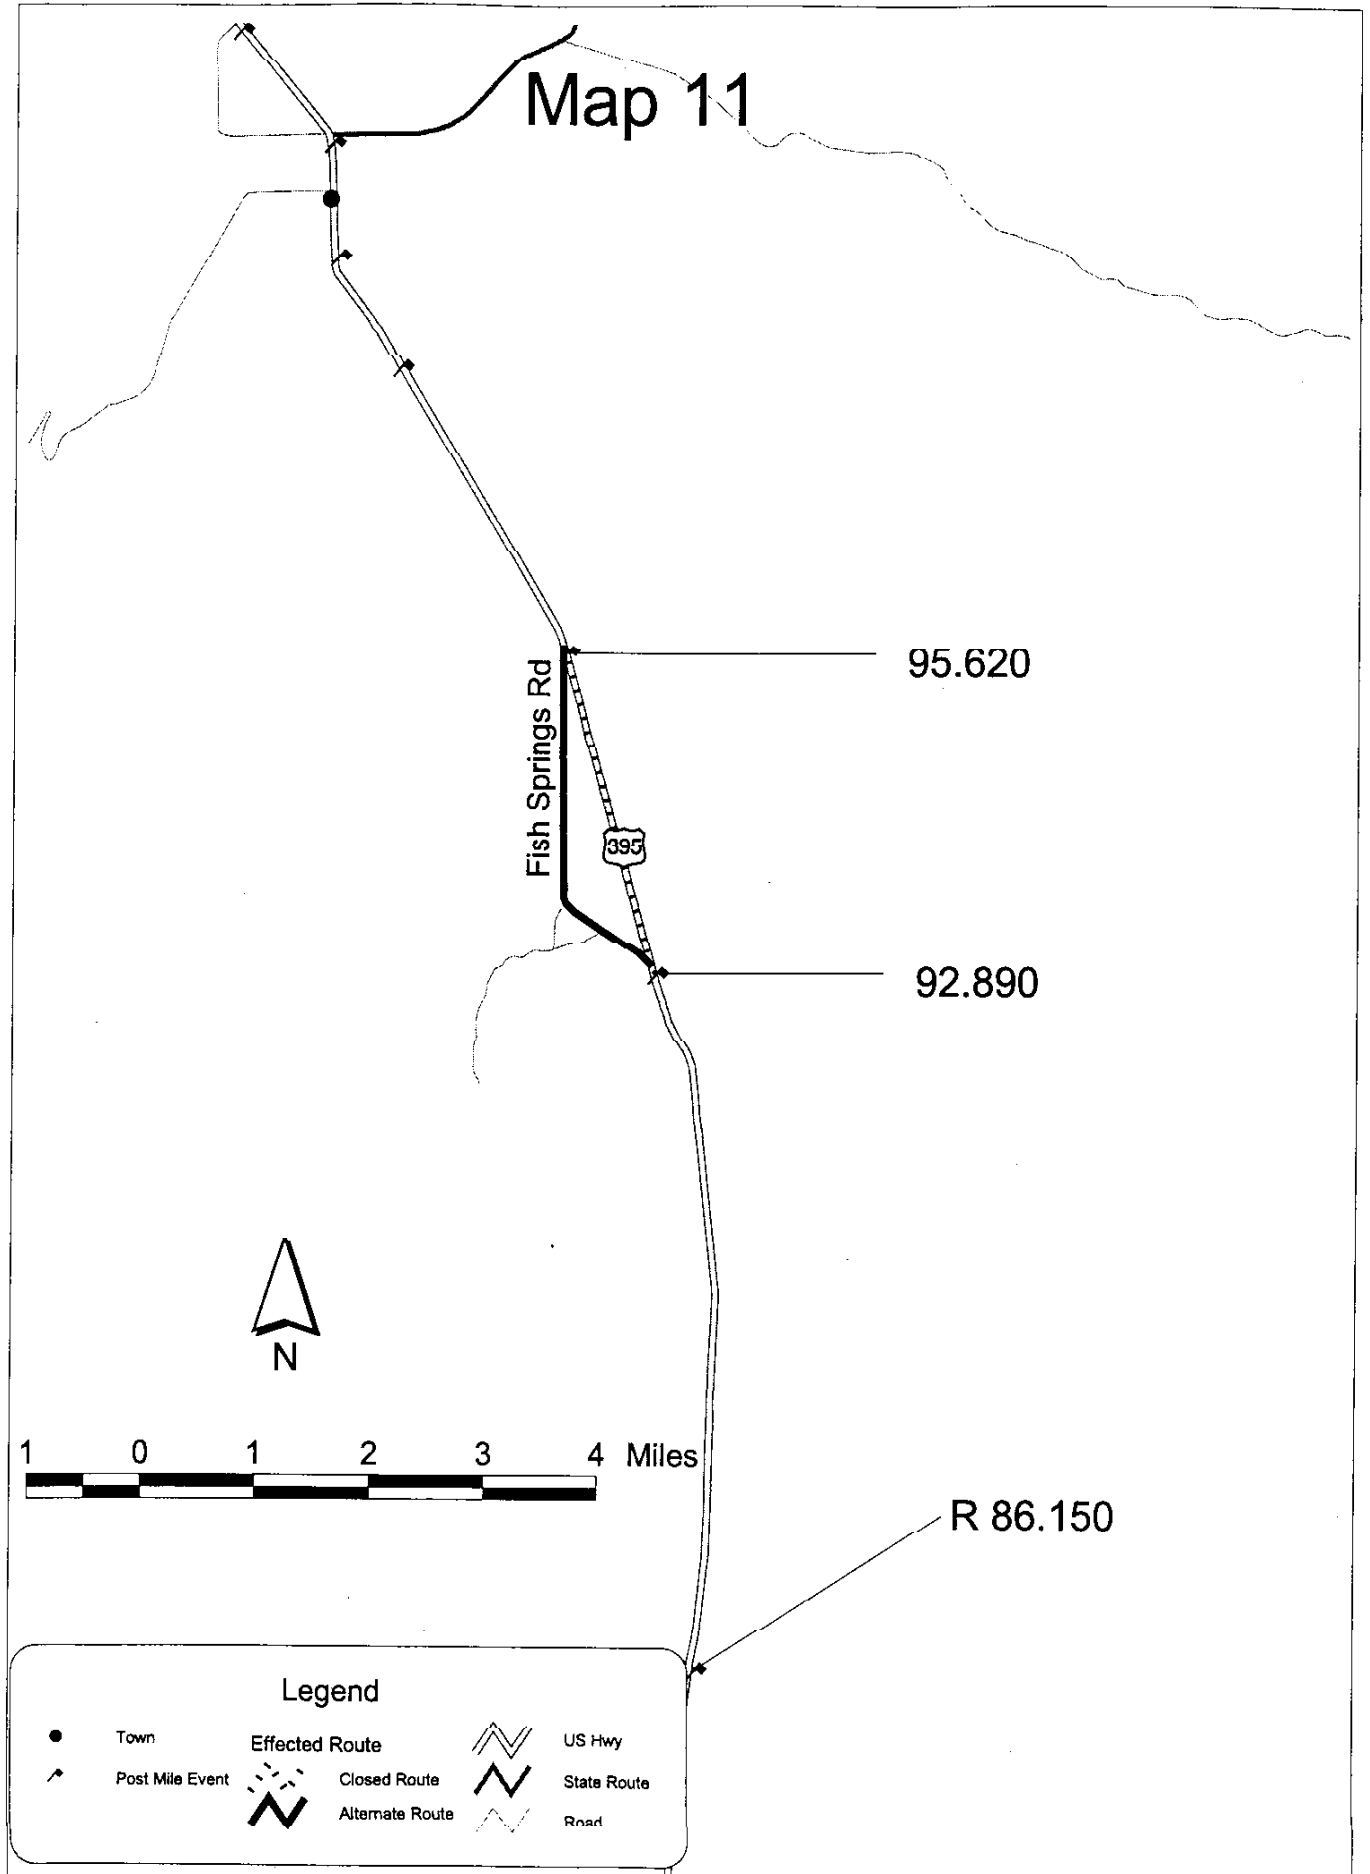 Map 11
95.620
Fish Springs Rd
395
92.890
N
1 0 1 2 3 4 Miles
R 86.150
Legend
Town
Post Mile Event
Effected Route
Closed Route
Alternate Route
US Hwy
State Route
Road